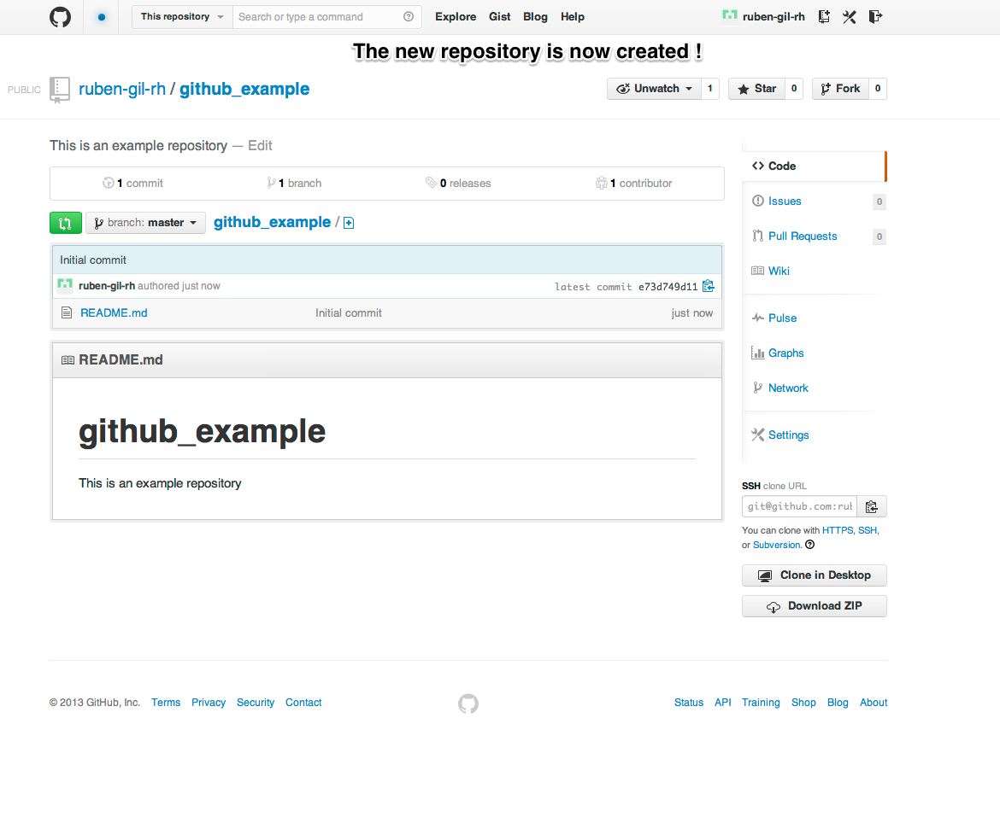 This repository Search or type a command Explore Gist Blog Help ruben-gil-rh
The new repository is now created !
PUBLIC ruben-gil-rh / github_example Unwatch 1 Star 0 Fork 0
This is an example repository — Edit
1 commit 1 branch 0 releases 1 contributor
branch: master github_example /
Initial commit
ruben-gil-rh authored just now latest commit e73d749d11
README.md Initial commit just now
README.md
github_example
This is an example repository
Code
Issues 0
Pull Requests 0
Wiki
Pulse
Graphs
Network
Settings
SSH clone URL
git@github.com:rub
You can clone with HTTPS, SSH,
or Subversion.
Clone in Desktop
Download ZIP
© 2013 GitHub, Inc. Terms Privacy Security Contact Status API Training Shop Blog About